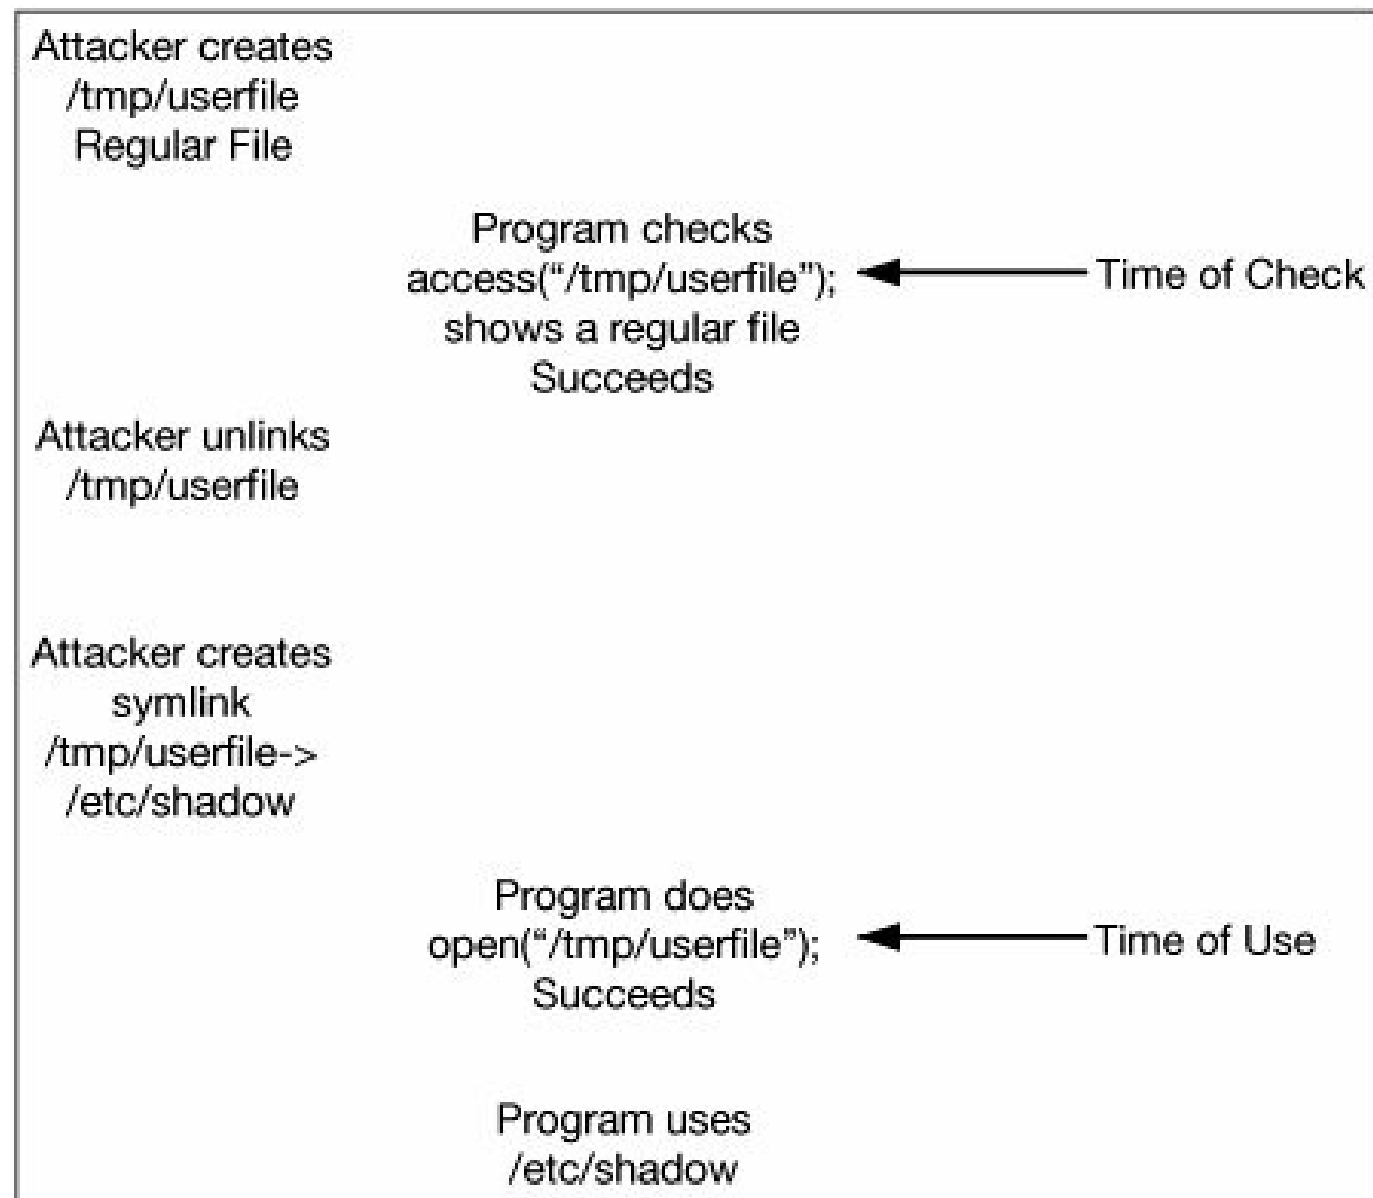 Attacker creates
/tmp/userfile
Regular File
Program checks
access(“/tmp/userfile”);
shows a regular file
Succeeds
Time of Check
Attacker unlinks
/tmp/userfile
Attacker creates
symlink
/tmp/userfile->
/etc/shadow
Program does
open(“/tmp/userfile”);
Succeeds
Time of Use
Program uses
/etc/shadow